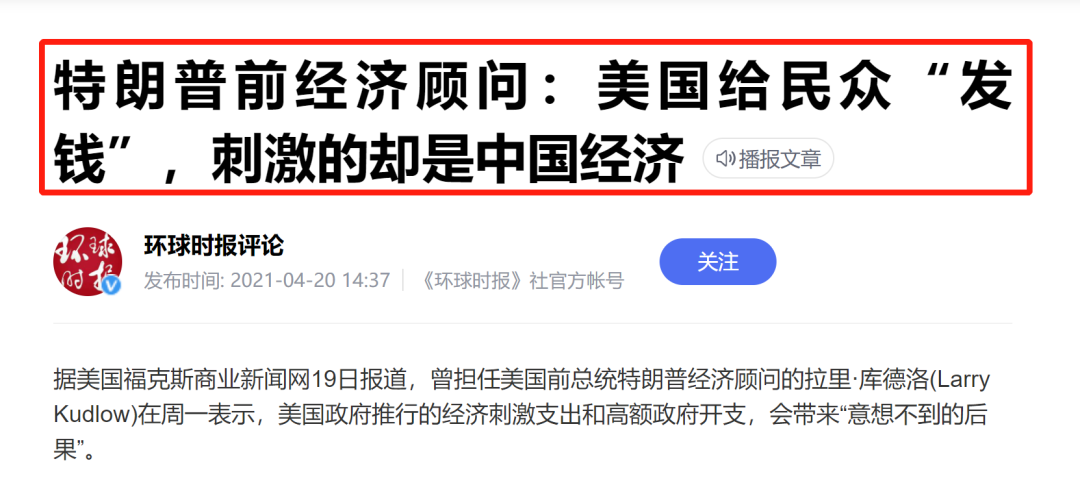 特朗普前经济顾问：美国给民众“发
钱”，刺激的却是中国经济 播报文章
环球时报
环球时报评论
关注
发布时间: 2021-04-20 14:37 《环球时报》社官方帐号
据美国福克斯商业新闻网19日报道，曾担任美国前总统特朗普经济顾问的拉里·库德洛(Larry
Kudlow)在周一表示，美国政府推行的经济刺激支出和高额政府开支，会带来“意想不到的后
果”。